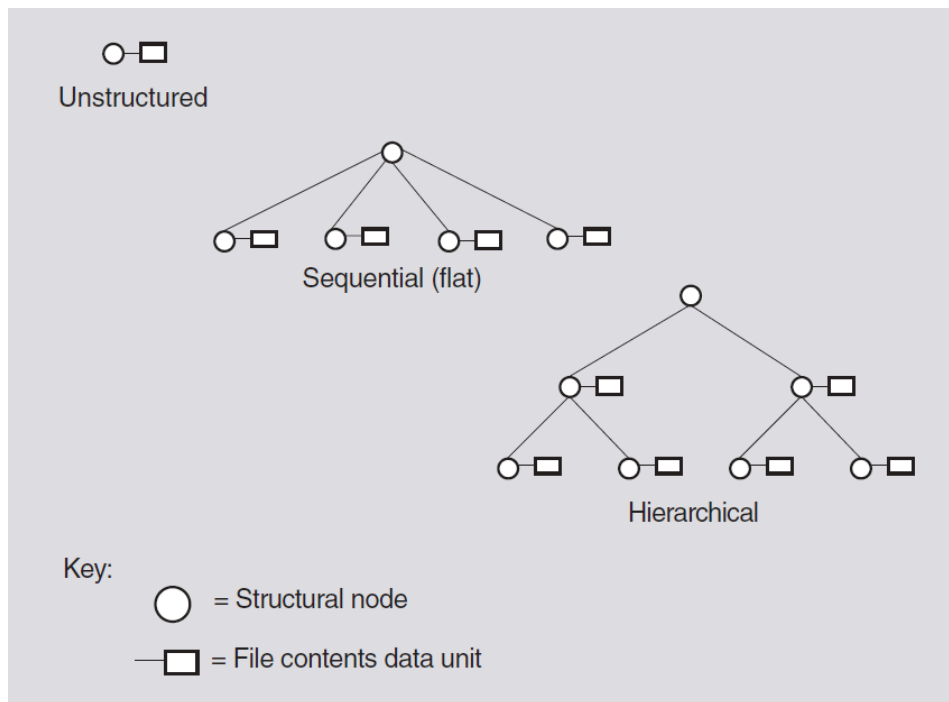 Unstructured
Sequential (flat)
Hierarchical
Key:
= Structural node
= File contents data unit